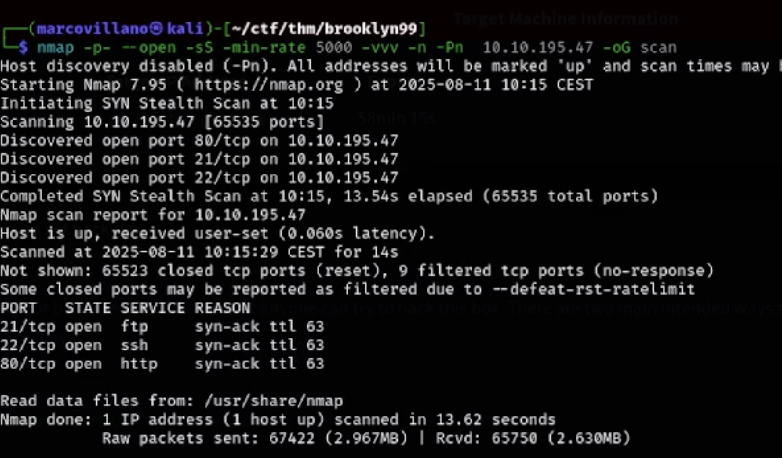 Target Machine Information
┌──(marcovillano㉿kali)-[~/ctf/thm/brooklyn99]
└─$ nmap -p- --open -sS -min-rate 5000 -vvv -n -Pn 10.10.195.47 -oG scan
Host discovery disabled (-Pn). All addresses will be marked 'up' and scan times may
Starting Nmap 7.95 ( https://nmap.org ) at 2025-08-11 10:15 CEST
Initiating SYN Stealth Scan at 10:15
Scanning 10.10.195.47 [65535 ports]
58min 15s
Discovered open port 80/tcp on 10.10.195.47
Discovered open port 21/tcp on 10.10.195.47
Discovered open port 22/tcp on 10.10.195.47
Completed SYN Stealth Scan at 10:15, 13.54s elapsed (65535 total ports)
Nmap scan report for 10.10.195.47
Host is up, received user-set (0.060s latency).
Scanned at 2025-08-11 10:15:29 CEST for 14s
Not shown: 65523 closed tcp ports (reset), 9 filtered tcp ports (no-response)
Some closed ports may be reported as filtered due to --defeat-rst-ratelimit
PORT   STATE SERVICE REASON
21/tcp open  ftp     syn-ack ttl 63
22/tcp open  ssh     syn-ack ttl 63
80/tcp open  http    syn-ack ttl 63
Read data files from: /usr/share/nmap
Nmap done: 1 IP address (1 host up) scanned in 13.62 seconds
Raw packets sent: 67422 (2.967MB) | Rcvd: 65750 (2.630MB)